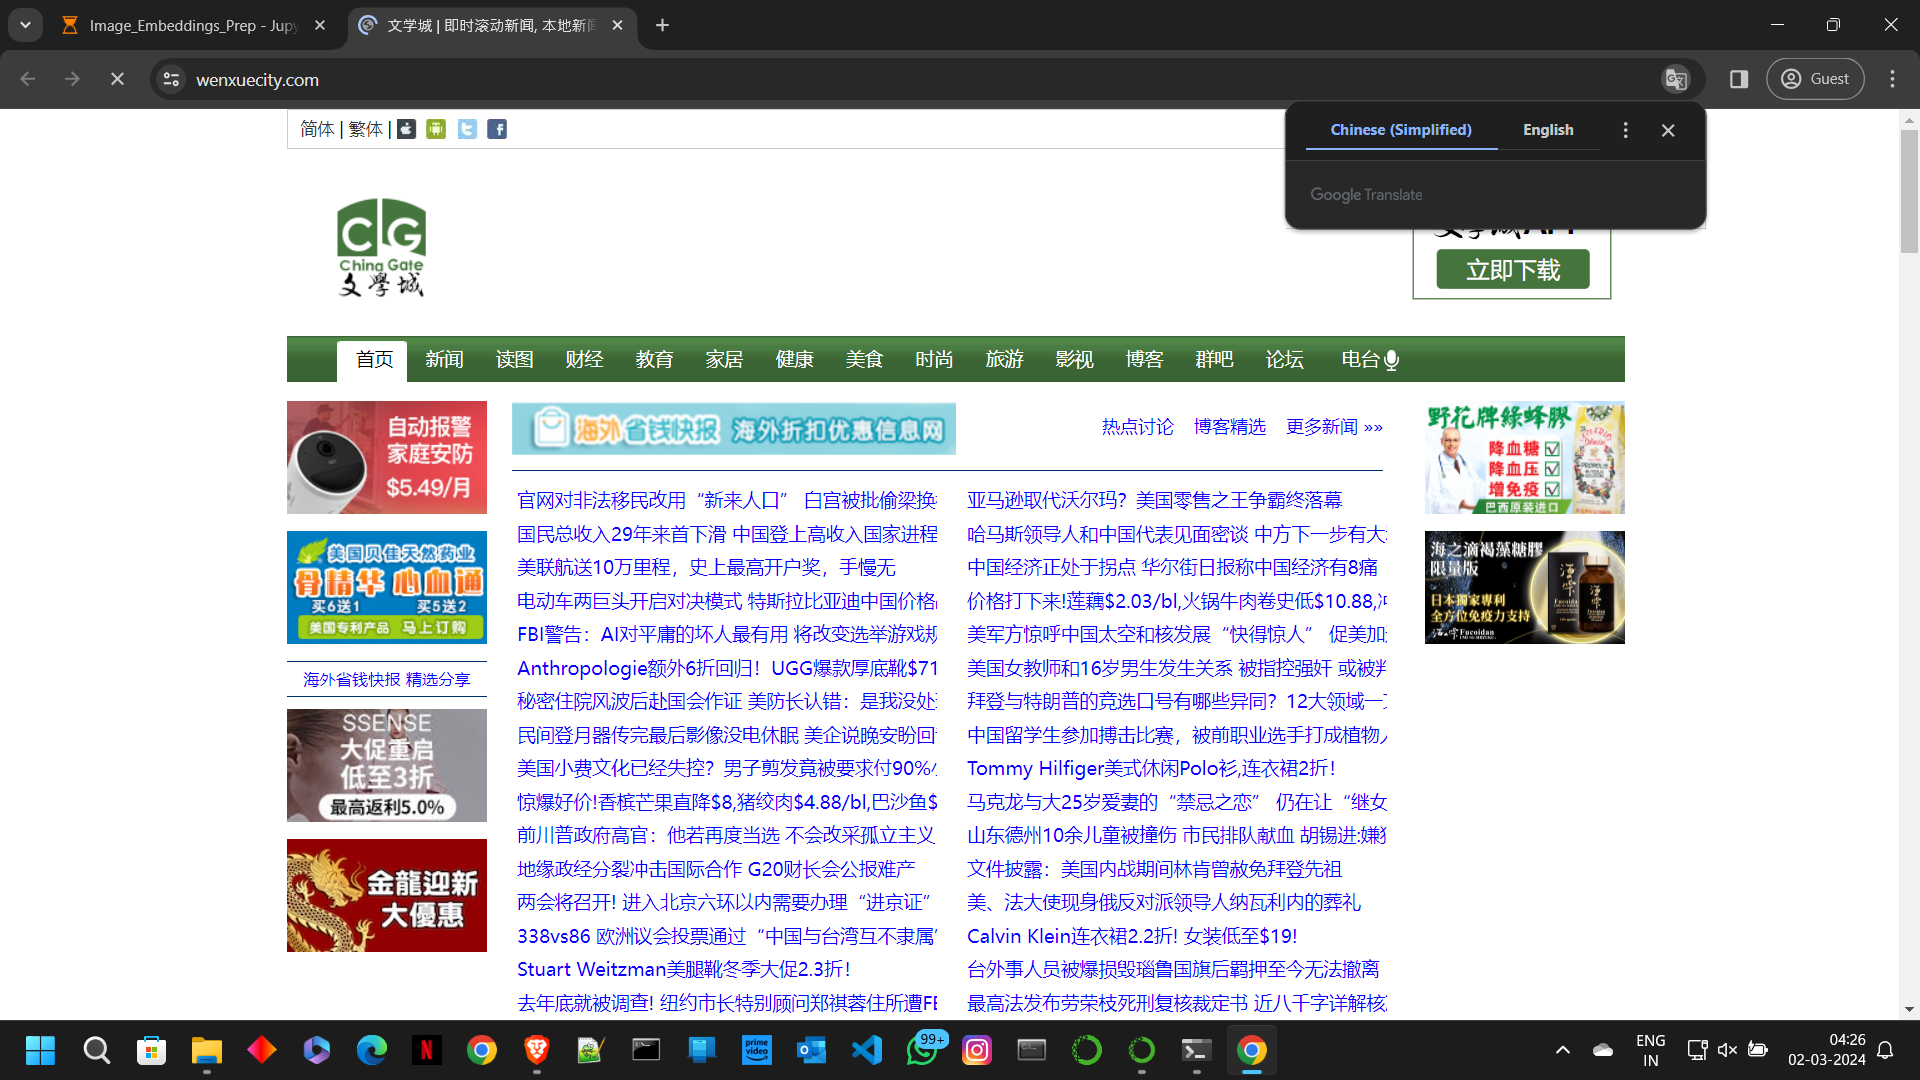 Image_Embeddings_Prep - Jupy
文学城 | 即时滚动新闻, 本地新闻
wenxuecity.com
Guest
Chinese (Simplified)
English
Google Translate
简体 | 繁体 |
CG
China Gate
文學城
立即下载
首页 新闻 读图 财经 教育 家居 健康 美食 时尚 旅游 影视 博客 群吧 论坛 电台
自动报警
家庭安防
$5.49/月
美国贝佳天然药业
骨精华 心血通
买6送1 买5送2
美国专利产品 马上订购
海外省钱快报 精选分享
SSENSE
大促重启
低至3折
最高返利5.0%
金龍迎新
大優惠
海外省钱快报 海外折扣优惠信息网
热点讨论 博客精选 更多新闻 »»
官网对非法移民改用“新来人口” 白宫被批偷梁换
国民总收入29年来首下滑 中国登上高收入国家进程
美联航送10万里程，史上最高开户奖，手慢无
电动车两巨头开启对决模式 特斯拉比亚迪中国价格
FBI警告：AI对平庸的坏人最有用 将改变选举游戏规
Anthropologie额外6折回归！UGG爆款厚底靴$71
秘密住院风波后赴国会作证 美防长认错：是我没处
民间登月器传完最后影像没电休眠 美企说晚安盼回
美国小费文化已经失控？男子剪发竟被要求付90%
惊爆好价!香槟芒果直降$8,猪绞肉$4.88/bl,巴沙鱼$
前川普政府高官：他若再度当选 不会改采孤立主义
地缘政经分裂冲击国际合作 G20财长会公报难产
两会将召开! 进入北京六环以内需要办理“进京证”
338vs86 欧洲议会投票通过“中国与台湾互不隶属”
Stuart Weitzman美腿靴冬季大促2.3折！
去年底就被调查! 纽约市长特别顾问郑祺蓉住所遭FE
亚马逊取代沃尔玛？美国零售之王争霸终落幕
哈马斯领导人和中国代表见面密谈 中方下一步有大
中国经济正处于拐点 华尔街日报称中国经济有8痛
价格打下来!莲藕$2.03/bl,火锅牛肉卷史低$10.88,冲
美军方惊呼中国太空和核发展“快得惊人” 促美加
美国女教师和16岁男生发生关系 被指控强奸 或被判
拜登与特朗普的竞选口号有哪些异同？12大领域一
中国留学生参加搏击比赛，被前职业选手打成植物人
Tommy Hilfiger美式休闲Polo衫,连衣裙2折！
马克龙与大25岁爱妻的“禁忌之恋” 仍在让“继女
山东德州10余儿童被撞伤 市民排队献血 胡锡进:嫌犯
文件披露：美国内战期间林肯曾赦免拜登先祖
美、法大使现身俄反对派领导人纳瓦利内的葬礼
Calvin Klein连衣裙2.2折! 女装低至$19!
台外事人员被爆损毁瑙鲁国旗后羁押至今无法撤离
最高法发布劳荣枝死刑复核裁定书 近八千字详解核
野花牌綠蜂膠
降血糖
降血压
增免疫
巴西原装进口
海之滴褐藻糖膠
限量版
日本獨家專利
全方位免疫力支持
Fucoidan
99+
prime video
ENG
IN
04:26
02-03-2024